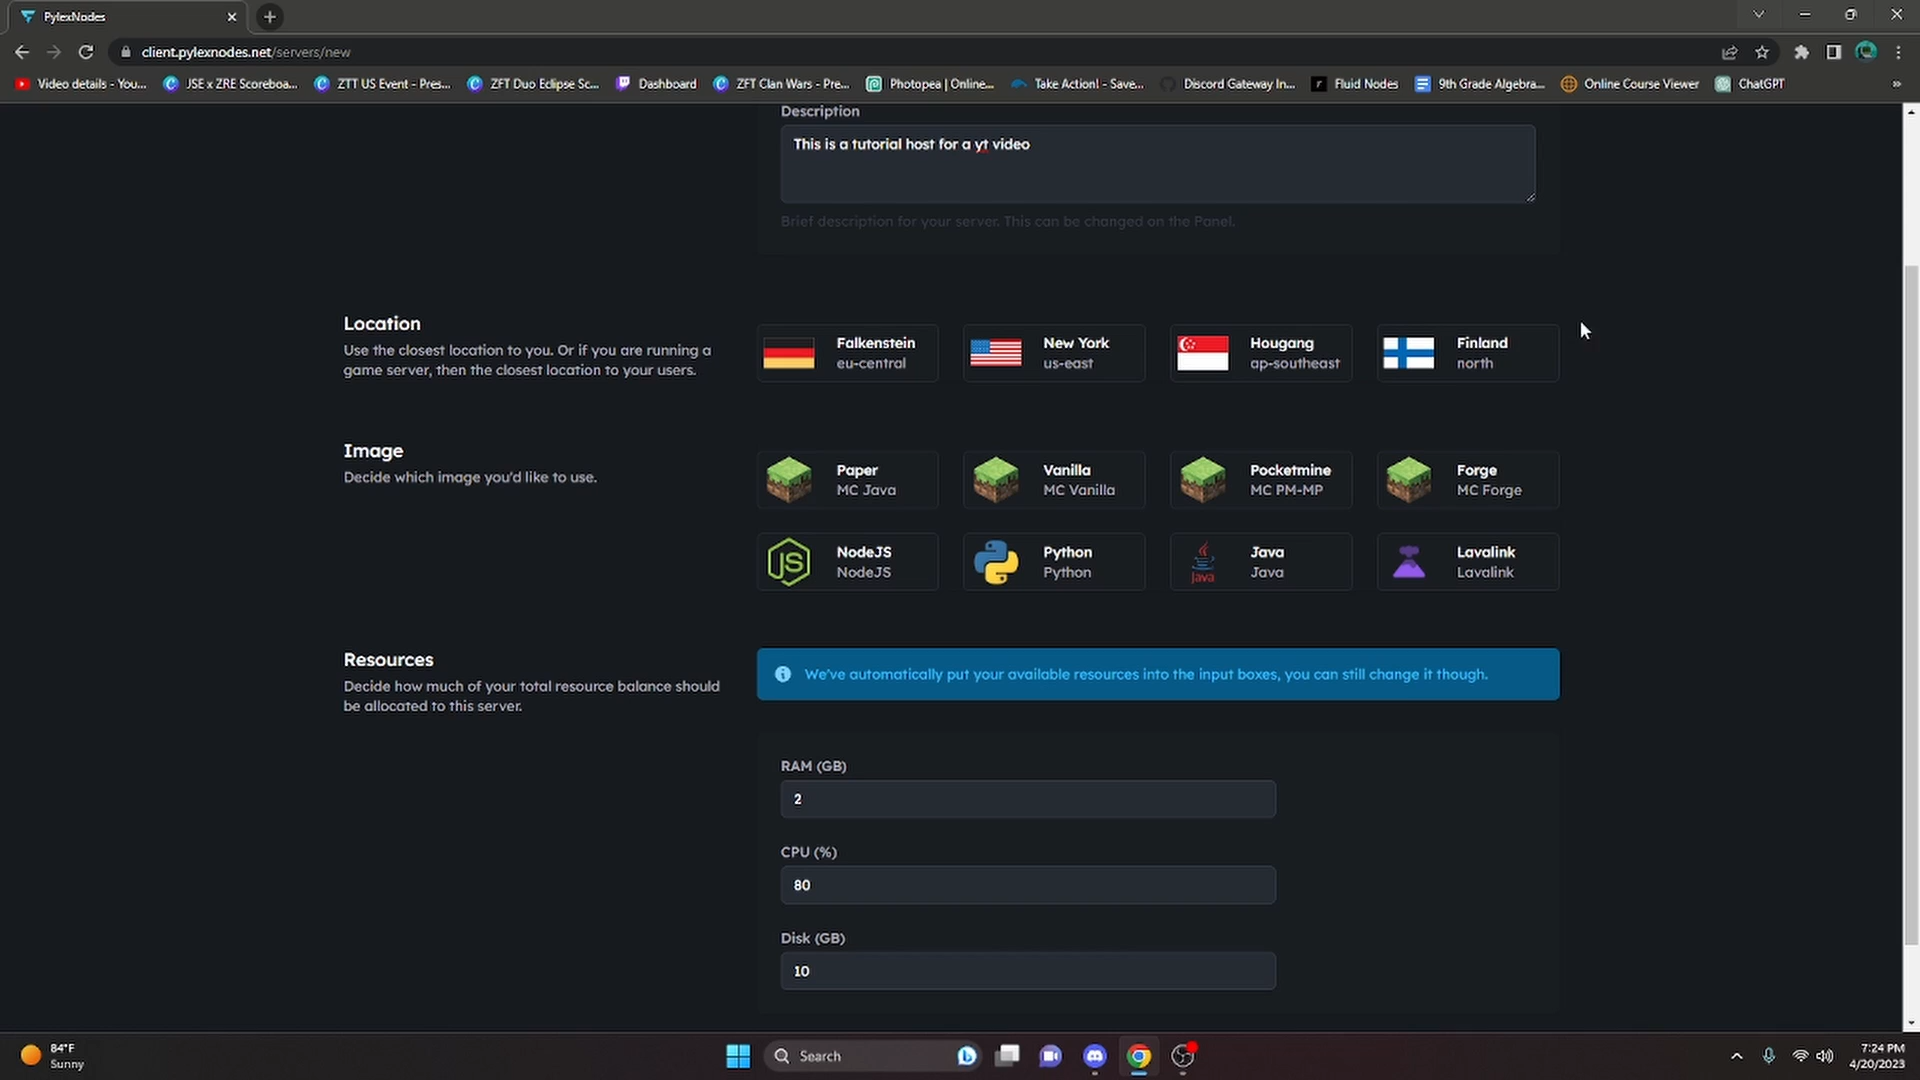 PylexNodes
client.pylexnodes.net/servers/new
Video details - You...
JSE x ZRE Scoreboa...
ZTT US Event - Pres...
ZFT Duo Eclipse Sc...
Dashboard
ZFT Clan Wars - Pre...
Photopea | Online...
Take Action! - Save...
Discord Gateway In...
Fluid Nodes
9th Grade Algebra...
Online Course Viewer
ChatGPT
»
Description
This is a tutorial host for a yt video
Brief description for your server. This can be changed on the Panel.
Location
Use the closest location to you. Or if you are running a
game server, then the closest location to your users.
Falkenstein
eu-central
New York
us-east
Hougang
ap-southeast
Finland
north
Image
Decide which image you'd like to use.
Paper
MC Java
Vanilla
MC Vanilla
Pocketmine
MC PM-MP
Forge
MC Forge
JS
NodeJS
NodeJS
Python
Python
Java
Java
Java
Lavalink
Lavalink
Resources
Decide how much of your total resource balance should
be allocated to this server.
We've automatically put your available resources into the input boxes, you can still change it though.
RAM (GB)
2
CPU (%)
80
Disk (GB)
10
84°F
Sunny
Search
7:24 PM
4/20/2023